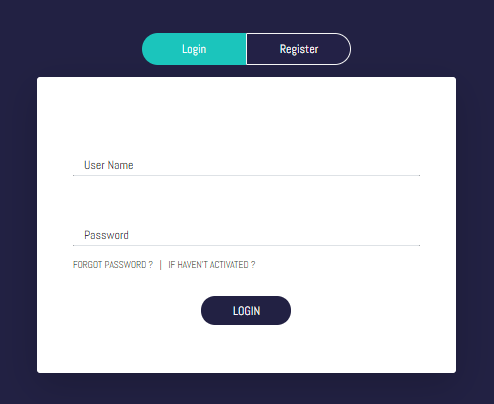 Login Register
User Name
Password
FORGOT PASSWORD ? | IF HAVEN'T ACTIVATED ?
LOGIN